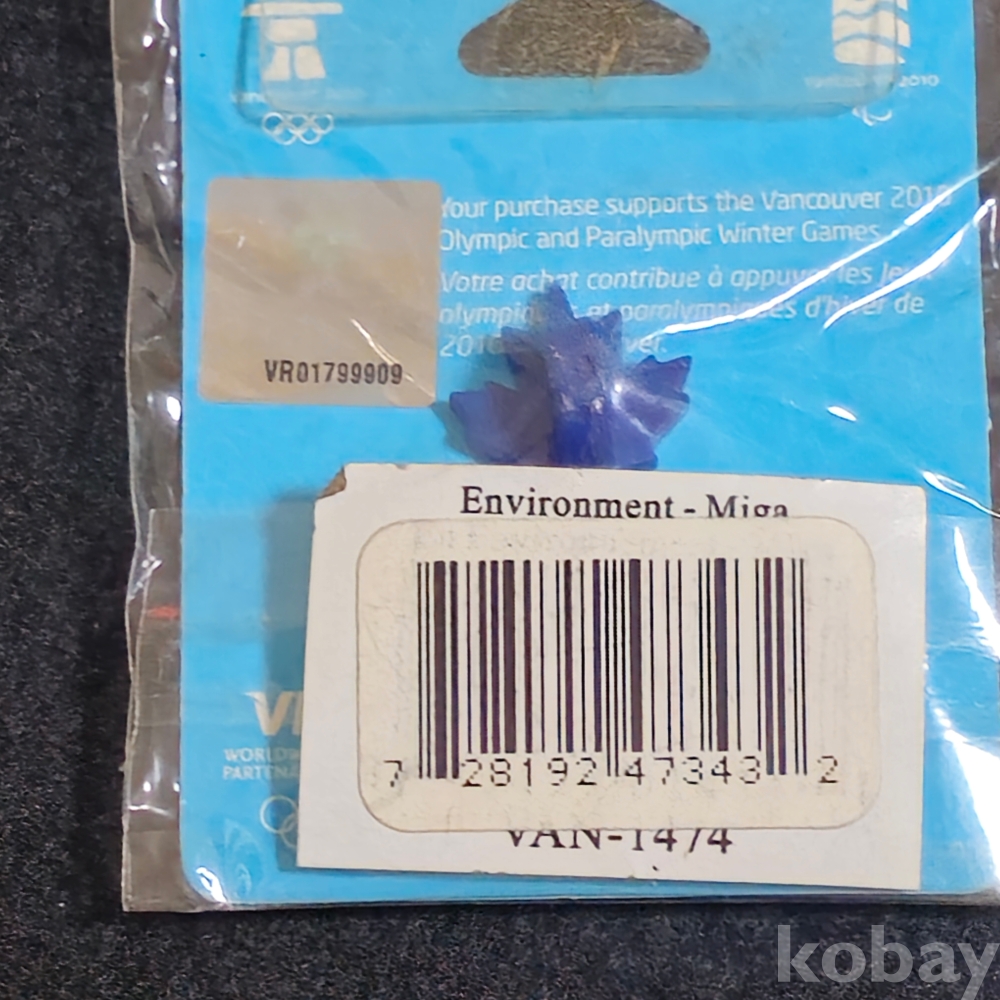 2010
Your purchase supports the Vancouver 2010
Olympic and Paralympic Winter Games.
Votre achat contribue à appuyer les Jeux
olympiques et paralympiques d'hiver de
VR01799909
Environment - Miga
7 28192 47343 2
VAN-1474
kobay